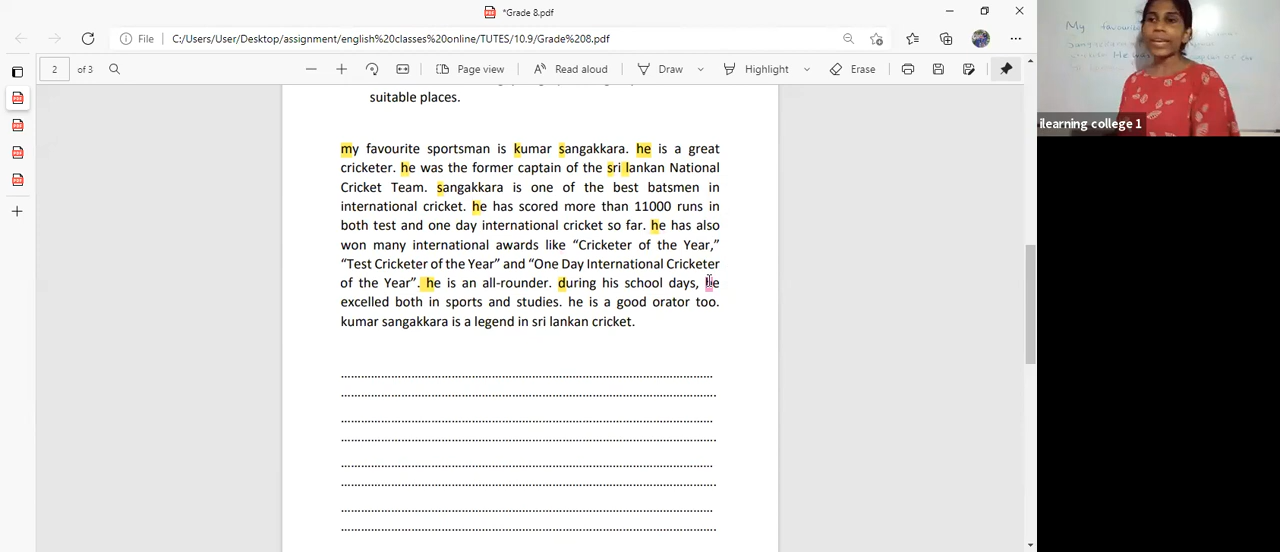 *Grade 8.pdf
File
C:/Users/User/Desktop/assignment/english%20-class%20online/TUTES/10.9/Grade%208.pdf
2 of 3
Page view
Read aloud
Draw
Highlight
Erase
ilearning college 1
My favour
suitable places.
my favourite sportsman is kumar sangakkara. he is a great
cricketer. he was the former captain of the sri lankan National
Cricket Team. sangakkara is one of the best batsmen in
international cricket. he has scored more than 11000 runs in
both test and one day international cricket so far. he has also
won many international awards like “Cricketer of the Year,”
“Test Cricketer of the Year” and “One Day International Cricketer
of the Year”. he is an all-rounder. during his school days, he
excelled both in sports and studies. he is a good orator too.
kumar sangakkara is a legend in sri lankan cricket.